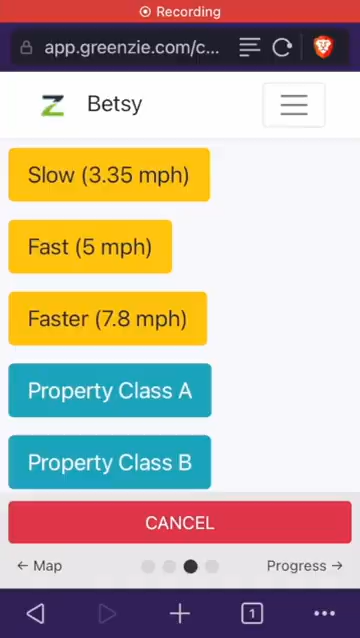 Recording
app.greenzie.com/c...
Betsy
Slow (3.35 mph)
Fast (5 mph)
Faster (7.8 mph)
Property Class A
Property Class B
CANCEL
← Map
Progress →
1